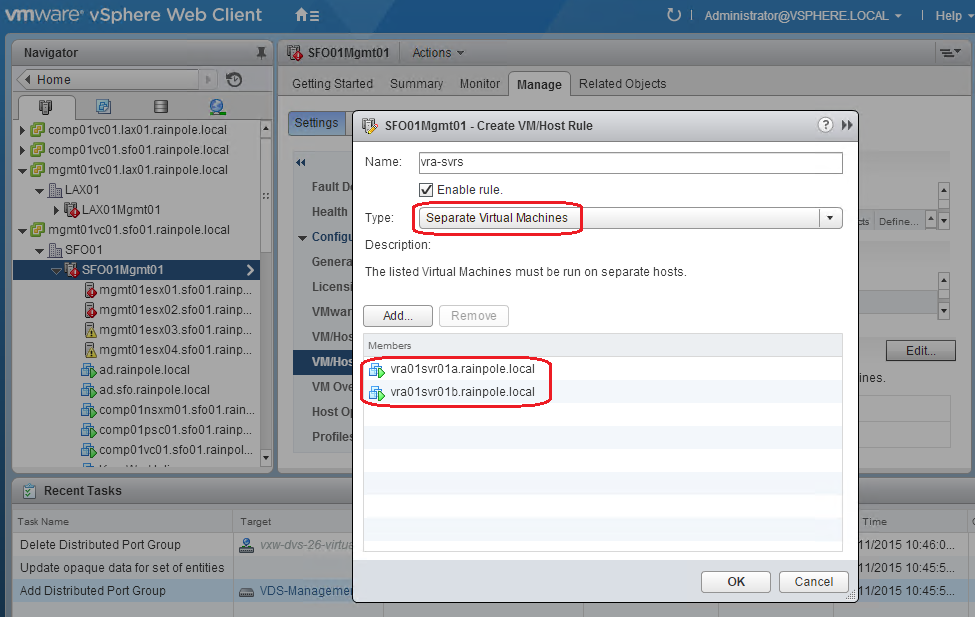 vmware® vSphere Web Client
Administrator@VSPHERE.LOCAL
Help
Navigator
Home
comp01vc01.lax01.rainpole.local
comp01vc01.sfo01.rainpole.local
mgmt01vc01.lax01.rainpole.local
LAX01
LAX01Mgmt01
mgmt01vc01.sfo01.rainpole.local
SFO01
SFO01Mgmt01
mgmt01esx01.sfo01.rainp...
mgmt01esx02.sfo01.rainp...
mgmt01esx03.sfo01.rainp...
mgmt01esx04.sfo01.rainp...
ad.rainpole.local
ad.sfo.rainpole.local
comp01nsxm01.sfo01.rain...
comp01psc01.sfo01.rainp...
comp01vc01.sfo01.rainpol...
SFO01Mgmt01
Actions
Getting Started
Summary
Monitor
Manage
Related Objects
Settings
Fault De
Health
Configu
Genera
Licensi
VMwar
VM/Hos
VM/Hos
VM Ove
Host Op
Profiles
Define...
Edit...
ines.
SFO01Mgmt01 - Create VM/Host Rule
Name:
vra-svrs
Enable rule.
Type:
Separate Virtual Machines
Description:
The listed Virtual Machines must be run on separate hosts.
Add...
Remove
Members
vra01svr01a.rainpole.local
vra01svr01b.rainpole.local
OK
Cancel
Recent Tasks
Task Name
Target
Time
Delete Distributed Port Group
vxw-dvs-26-virtua
11/2015 10:46:0...
Update opaque data for set of entities
11/2015 10:45:5...
Add Distributed Port Group
VDS-Managemen
11/2015 10:45:5...